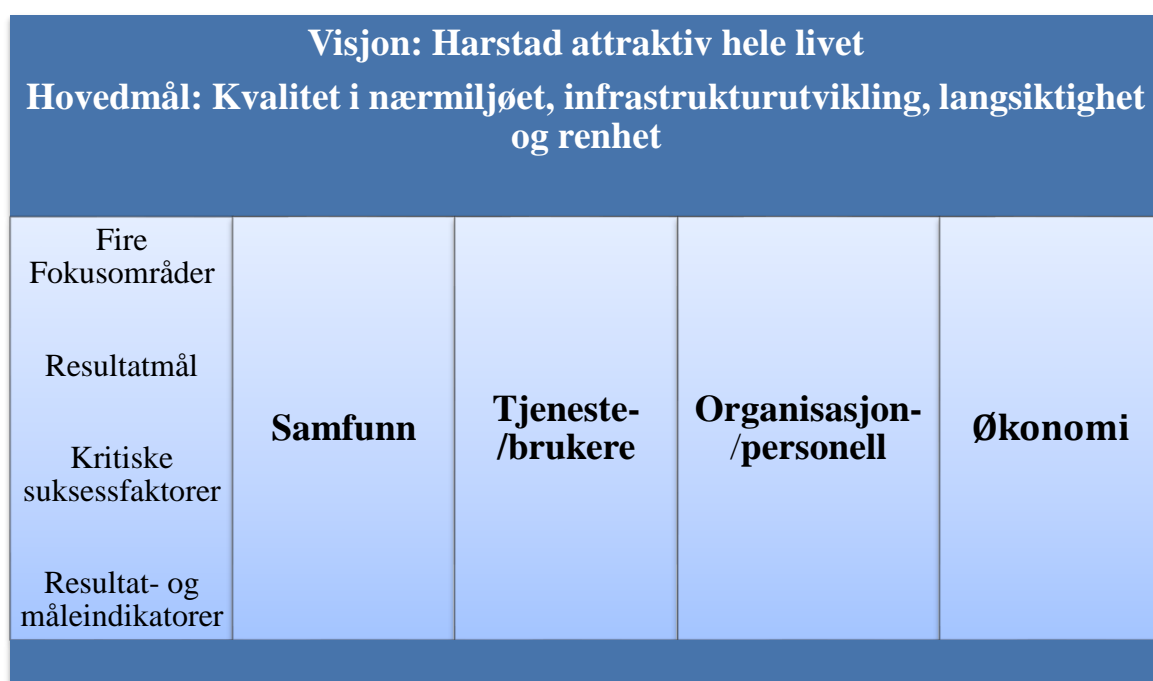 Visjon: Harstad attraktiv hele livet
Hovedmål: Kvalitet i nærmiljøet, infrastrukturutvikling, langsiktighet
og renhet
Fire
Fokusområder
Resultatmål
Kritiske
suksessfaktorer
Resultat- og
måleindikatorer
Samfunn
Tjeneste-
/brukere
Organisasjon-
/personell
Økonomi